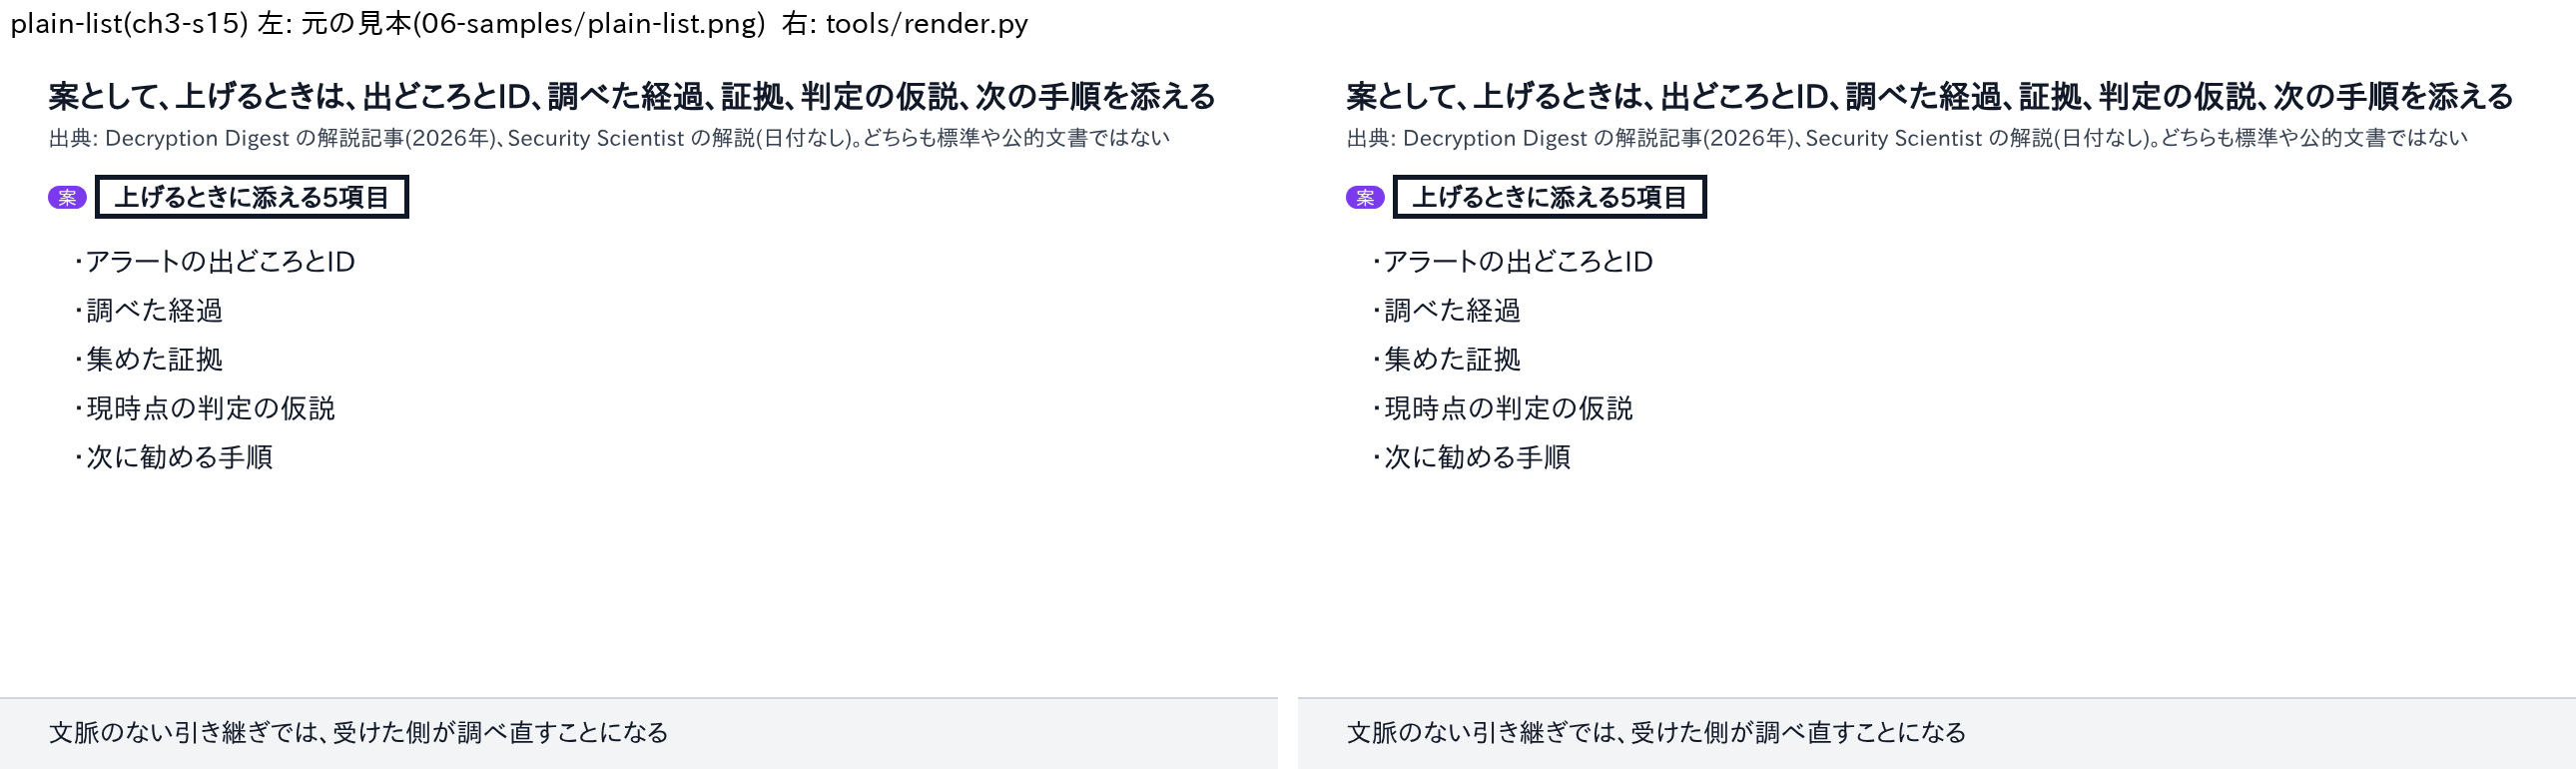 plain-list(ch3-s15) 左: 元の見本(06-samples/plain-list.png) 右: tools/render.py
案として、上げるときは、出どころとID、調べた経過、証拠、判定の仮説、次の手順を添える
出典: Decryption Digest の解説記事(2026年)、Security Scientist の解説(日付なし)。どちらも標準や公的文書ではない
案 上げるときに添える5項目
・アラートの出どころとID
・調べた経過
・集めた証拠
・現時点の判定の仮説
・次に勧める手順
文脈のない引き継ぎでは、受けた側が調べ直すことになる
案として、上げるときは、出どころとID、調べた経過、証拠、判定の仮説、次の手順を添える
出典: Decryption Digest の解説記事(2026年)、Security Scientist の解説(日付なし)。どちらも標準や公的文書ではない
案 上げるときに添える5項目
・アラートの出どころとID
・調べた経過
・集めた証拠
・現時点の判定の仮説
・次に勧める手順
文脈のない引き継ぎでは、受けた側が調べ直すことになる